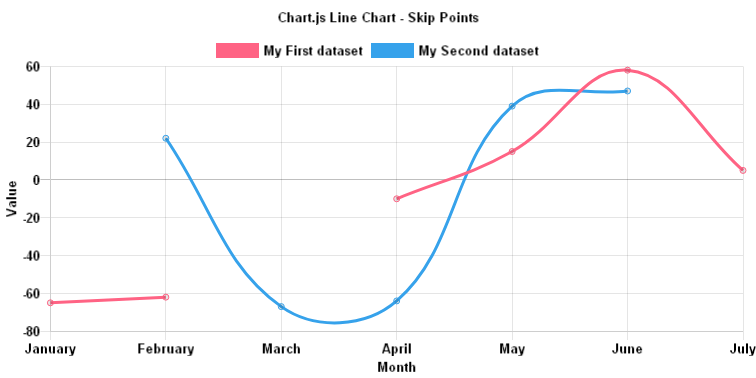 Chart.js Line Chart - Skip Points
My First dataset My Second dataset
60
40
20
0
-20
-40
-60
-80
Value
January February March April May June July
Month